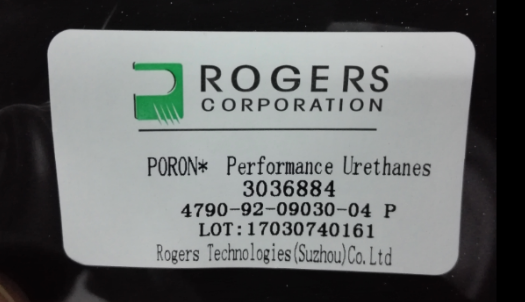 ROGERS
CORPORATION
PORON* Performance Urethanes
3036884
4790-92-09030-04 P
LOT:17030740161
Rogers Technologies(Suzhou)Co.Ltd